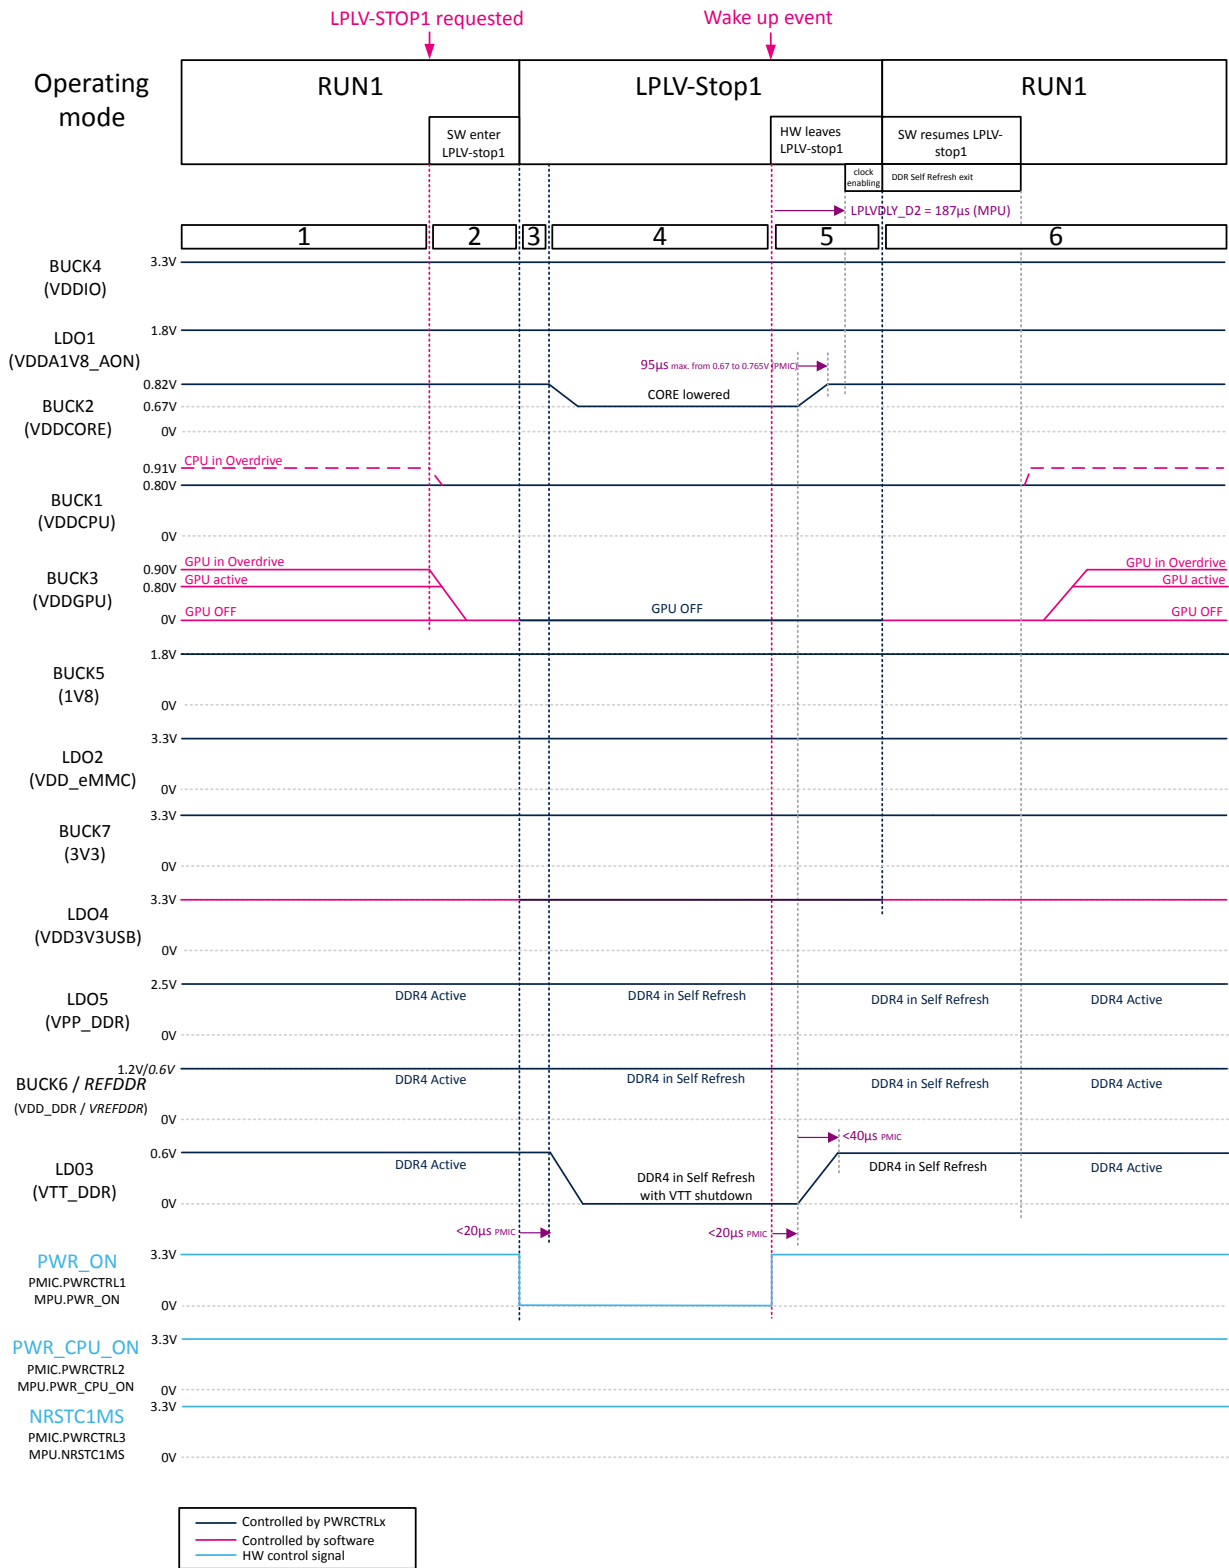 LPLV-STOP1 requested
Wake up event
Operating
mode
RUN1
LPLV-Stop1
RUN1
SW enter
LPLV-stop1
HW leaves
LPLV-stop1
SW resumes LPLV-
stop1
clock
enabling
DDR Self Refresh exit
LPLVDLY_D2 = 187µs (MPU)
1
2
3
4
5
6
BUCK4
(VDDIO)
3.3V
LDO1
(VDDA1V8_AON)
1.8V
95µs max. from 0.67 to 0.765V (PMIC)
BUCK2
(VDDCORE)
0.82V
0.67V
0V
CORE lowered
BUCK1
(VDDCPU)
0.91V
0.80V
0V
CPU in Overdrive
BUCK3
(VDDGPU)
0.90V
0.80V
0V
GPU in Overdrive
GPU active
GPU OFF
GPU OFF
GPU in Overdrive
GPU active
GPU OFF
BUCK5
(1V8)
1.8V
0V
LDO2
(VDD_eMMC)
3.3V
0V
BUCK7
(3V3)
3.3V
0V
LDO4
(VDD3V3USB)
3.3V
0V
LDO5
(VPP_DDR)
2.5V
0V
DDR4 Active
DDR4 in Self Refresh
DDR4 in Self Refresh
DDR4 Active
BUCK6 / REFDDR
(VDD_DDR / VREFDDR)
1.2V/0.6V
0V
DDR4 Active
DDR4 in Self Refresh
DDR4 in Self Refresh
DDR4 Active
<40µs PMIC
LD03
(VTT_DDR)
0.6V
0V
DDR4 Active
DDR4 in Self Refresh
with VTT shutdown
DDR4 in Self Refresh
DDR4 Active
<20µs PMIC
<20µs PMIC
PWR_ON
PMIC.PWRCTRL1
MPU.PWR_ON
3.3V
0V
PWR_CPU_ON
PMIC.PWRCTRL2
MPU.PWR_CPU_ON
3.3V
0V
NRSTC1MS
PMIC.PWRCTRL3
MPU.NRSTC1MS
3.3V
0V
Controlled by PWRCTRLx
Controlled by software
HW control signal